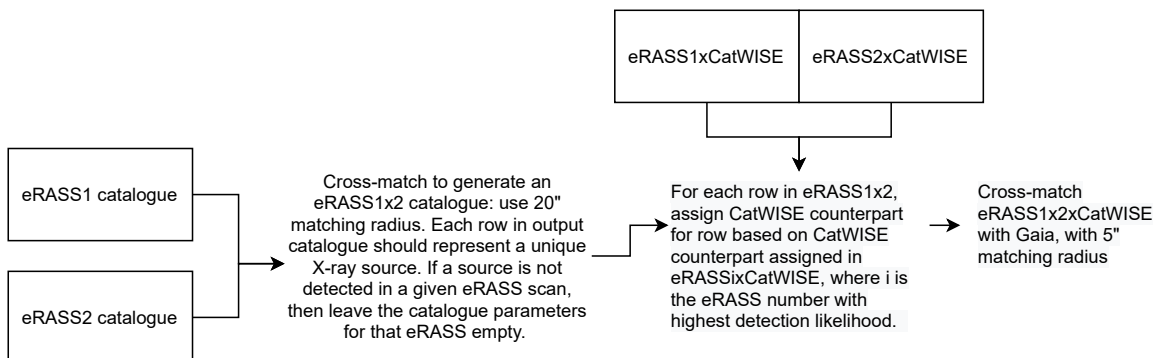 eRASS1xCatWISE
eRASS2xCatWISE
eRASS1 catalogue
eRASS2 catalogue
Cross-match to generate an
eRASS1x2 catalogue: use 20"
matching radius. Each row in output
catalogue should represent a unique
X-ray source. If a source is not
detected in a given eRASS scan,
then leave the catalogue parameters
for that eRASS empty.
For each row in eRASS1x2,
assign CatWISE counterpart
for row based on CatWISE
counterpart assigned in
eRASSixCatWISE, where i is
the eRASS number with
highest detection likelihood.
Cross-match
eRASS1x2xCatWISE
with Gaia, with 5"
matching radius